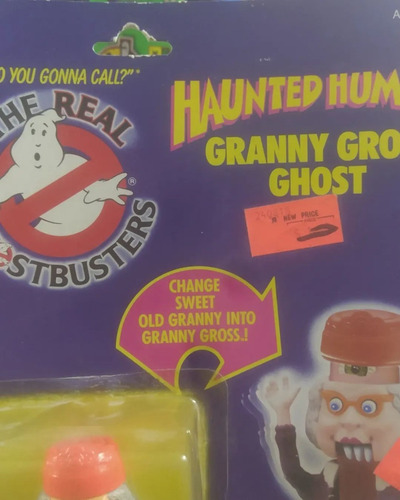 O YOU GONNA CALL?"*
THE REAL
STBUSTERS
®
HAUNTED HUM
GRANNY GRO
GHOST
NEW PRICE
CHANGE
SWEET
OLD GRANNY INTO
GRANNY GROSS.!
A